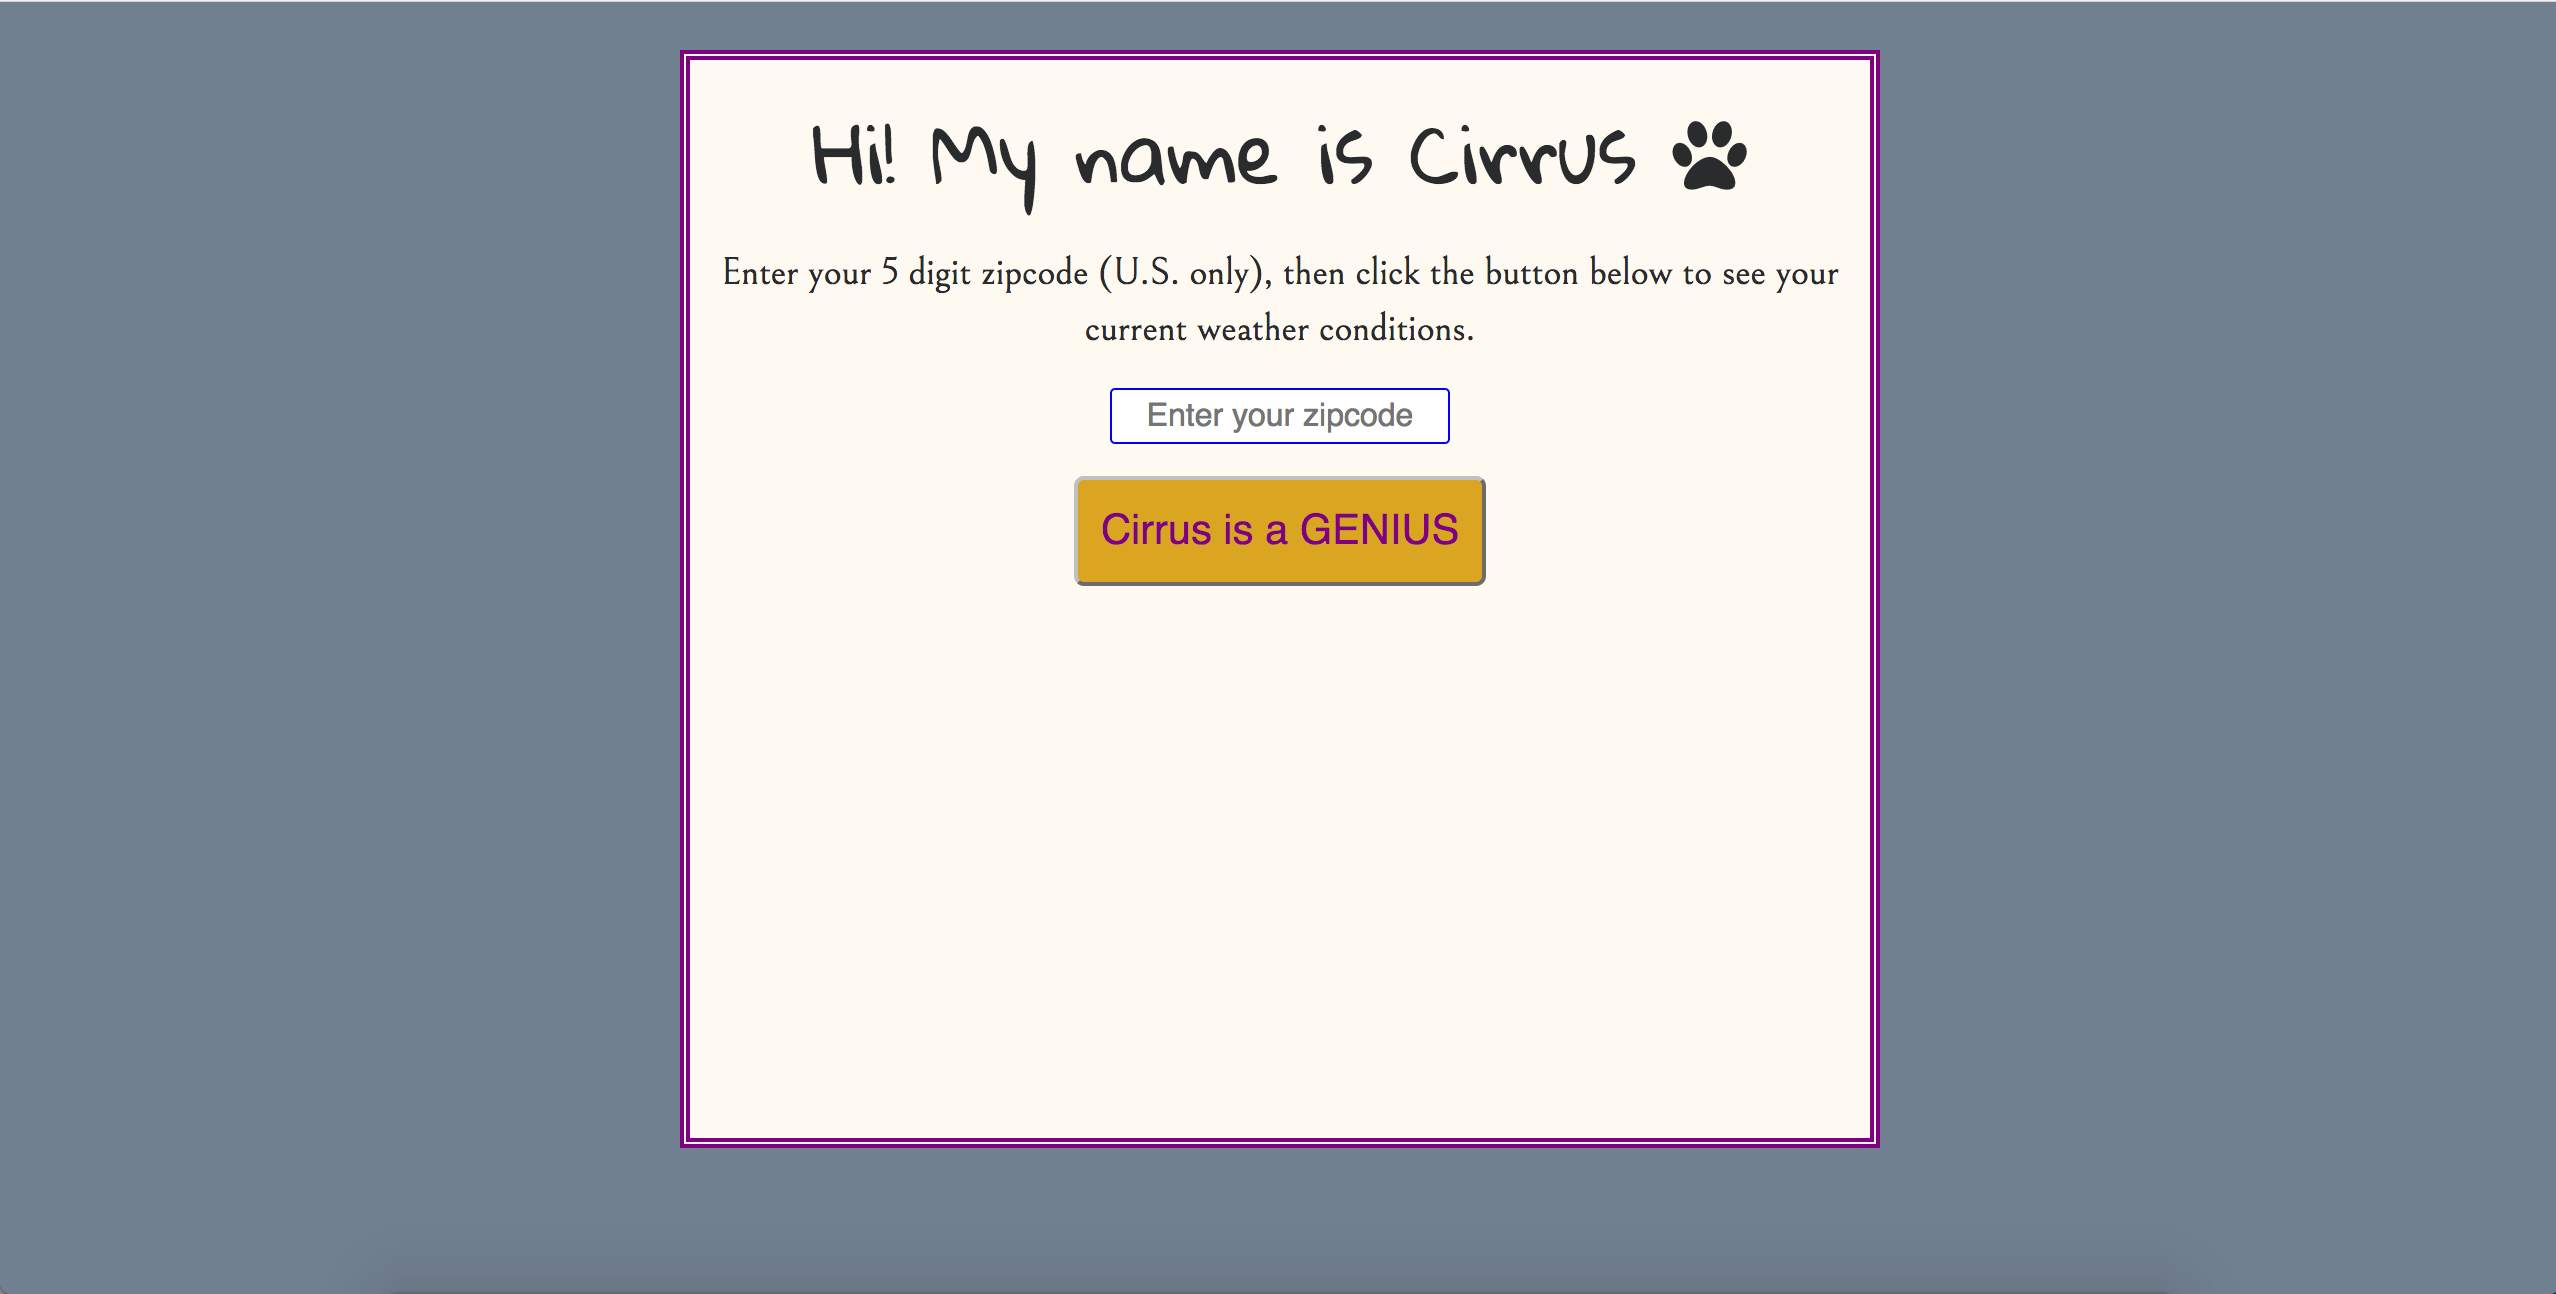 Hi! My name is Cirrus
Enter your 5 digit zipcode (U.S. only), then click the button below to see your
current weather conditions.
Enter your zipcode
Cirrus is a GENIUS